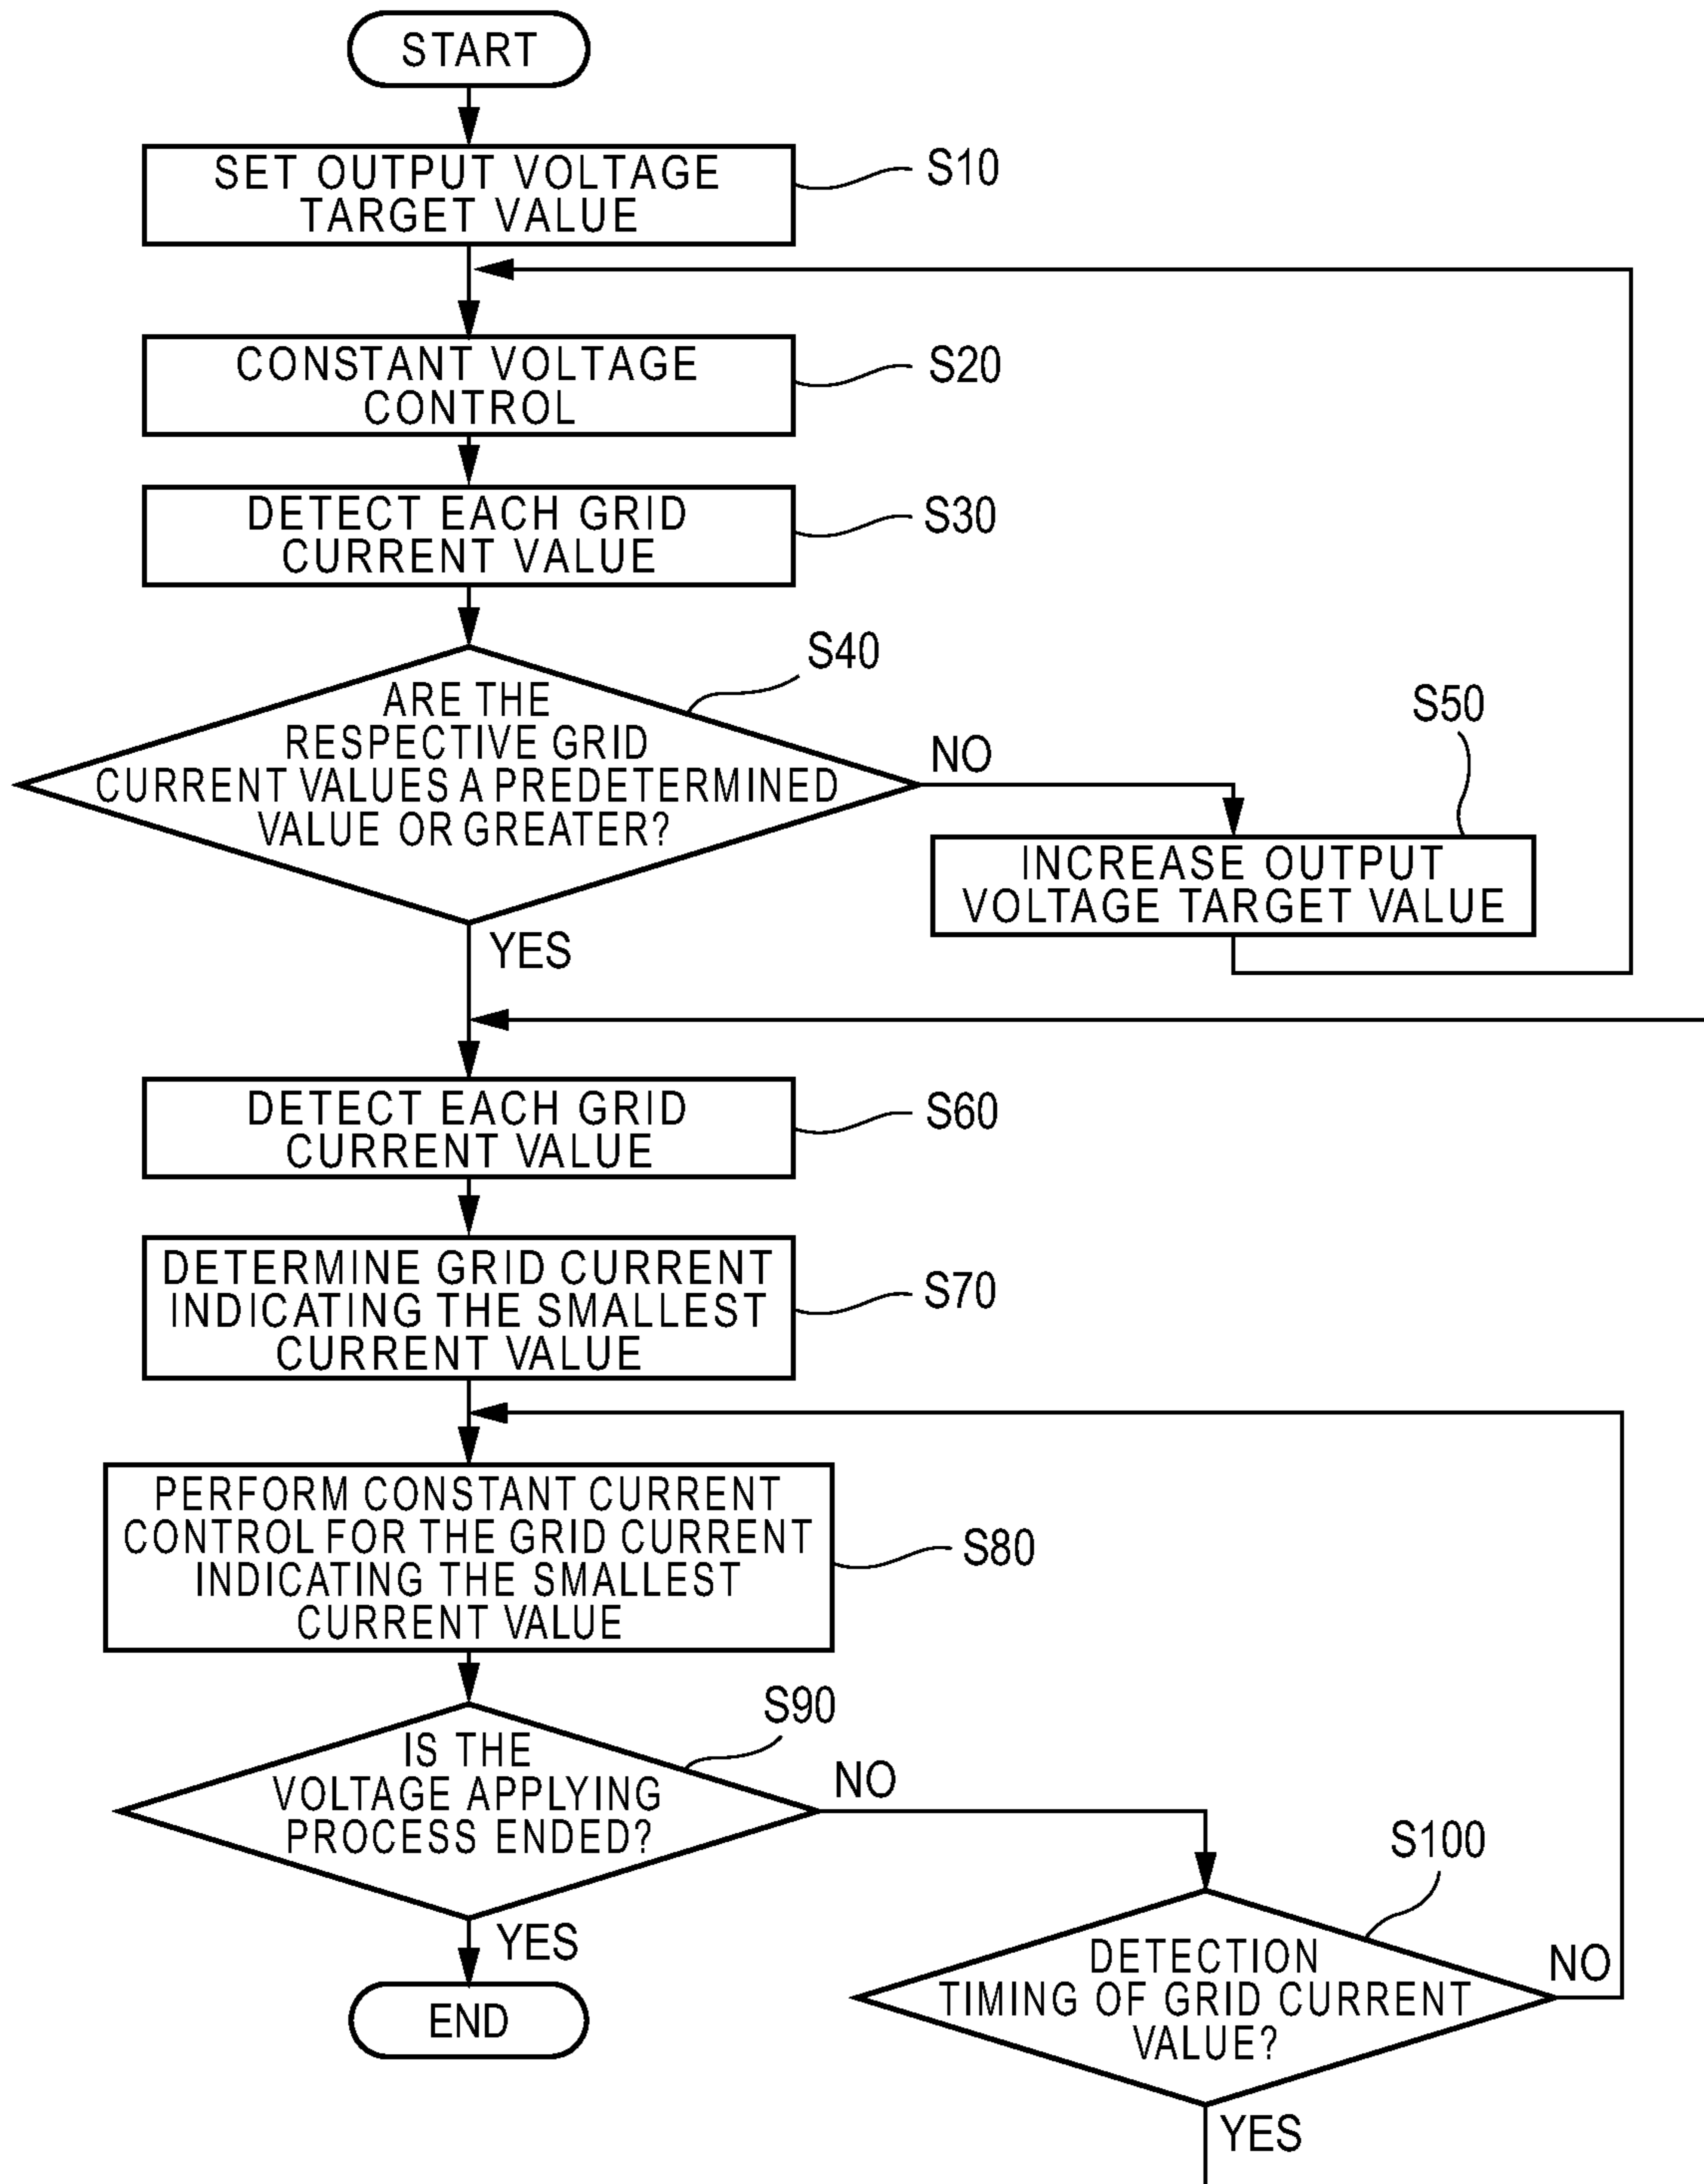 START
SET OUTPUT VOLTAGE
TARGET VALUE
S10
CONSTANT VOLTAGE
CONTROL
S20
DETECT EACH GRID
CURRENT VALUE
S30
ARE THE
RESPECTIVE GRID
CURRENT VALUES A PREDETERMINED
VALUE OR GREATER?
S40
NO
YES
S50
INCREASE OUTPUT
VOLTAGE TARGET VALUE
DETECT EACH GRID
CURRENT VALUE
S60
DETERMINE GRID CURRENT
INDICATING THE SMALLEST
CURRENT VALUE
S70
PERFORM CONSTANT CURRENT
CONTROL FOR THE GRID CURRENT
INDICATING THE SMALLEST
CURRENT VALUE
S80
IS THE
VOLTAGE APPLYING
PROCESS ENDED?
S90
NO
YES
END
S100
DETECTION
TIMING OF GRID CURRENT
VALUE?
NO
YES